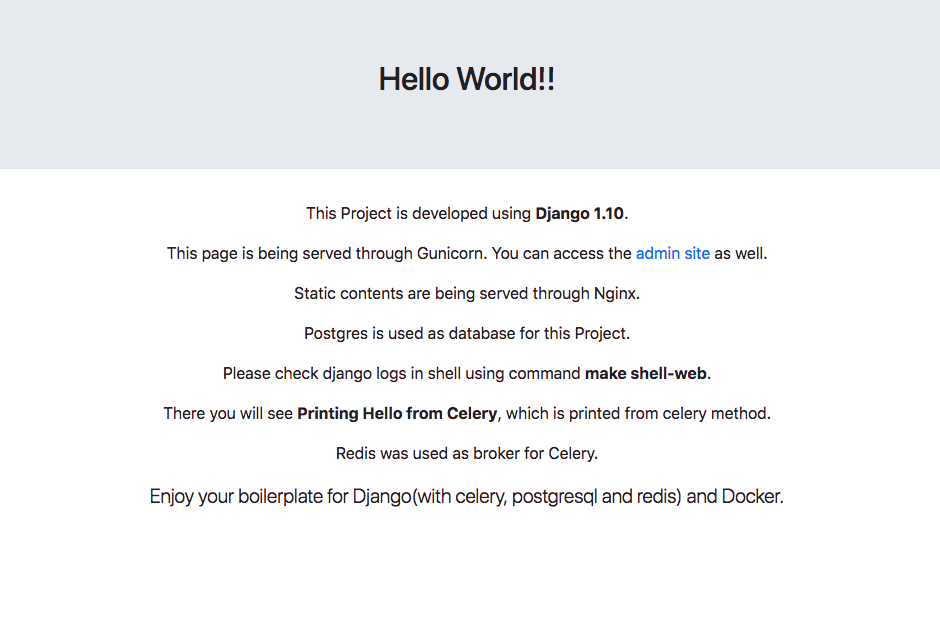 Hello World!!
This Project is developed using Django 1.10.
This page is being served through Gunicorn. You can access the admin site as well.
Static contents are being served through Nginx.
Postgres is used as database for this Project.
Please check django logs in shell using command make shell-web.
There you will see Printing Hello from Celery, which is printed from celery method.
Redis was used as broker for Celery.
Enjoy your boilerplate for Django(with celery, postgresql and redis) and Docker.